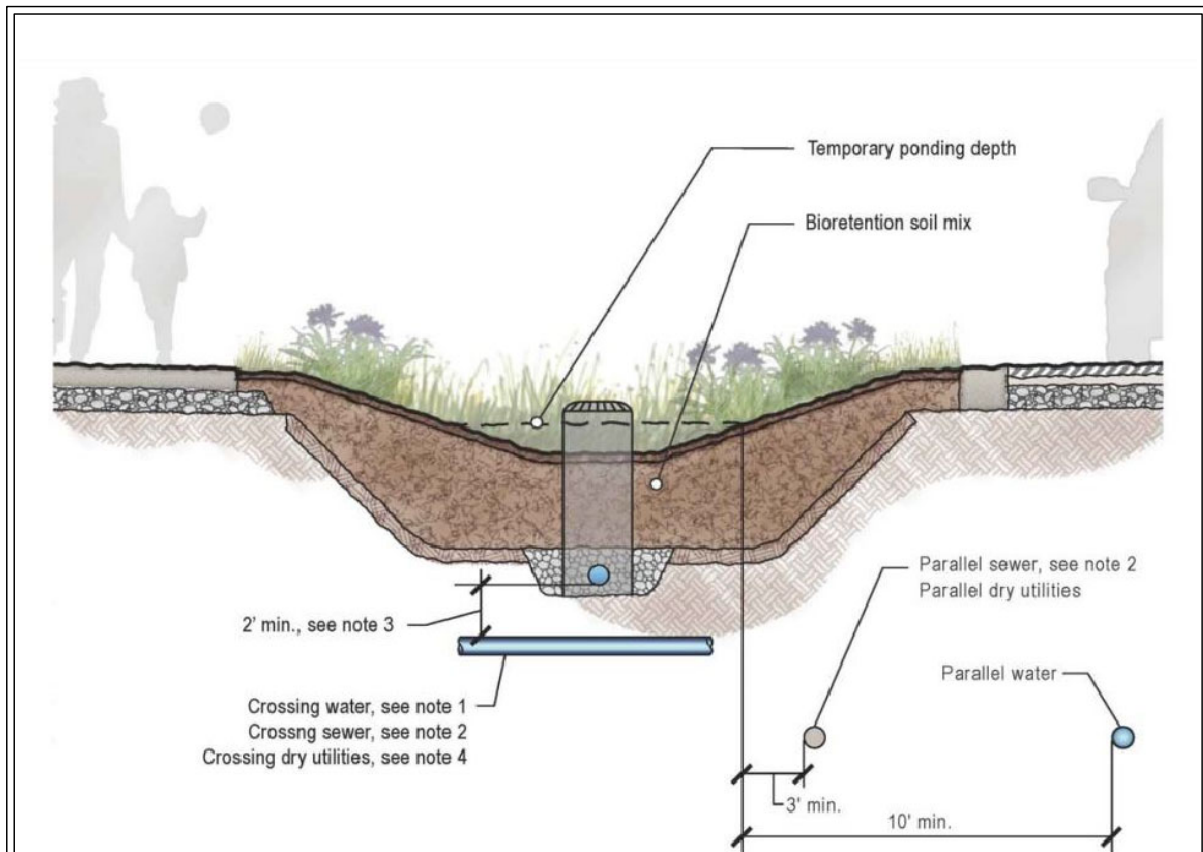 Temporary ponding depth
Bioretention soil mix
Parallel sewer, see note 2
Parallel dry utilities
2' min., see note 3
Parallel water
Crossing water, see note 1
Crossng sewer, see note 2
Crossing dry utilities, see note 4
3' min.
10' min.